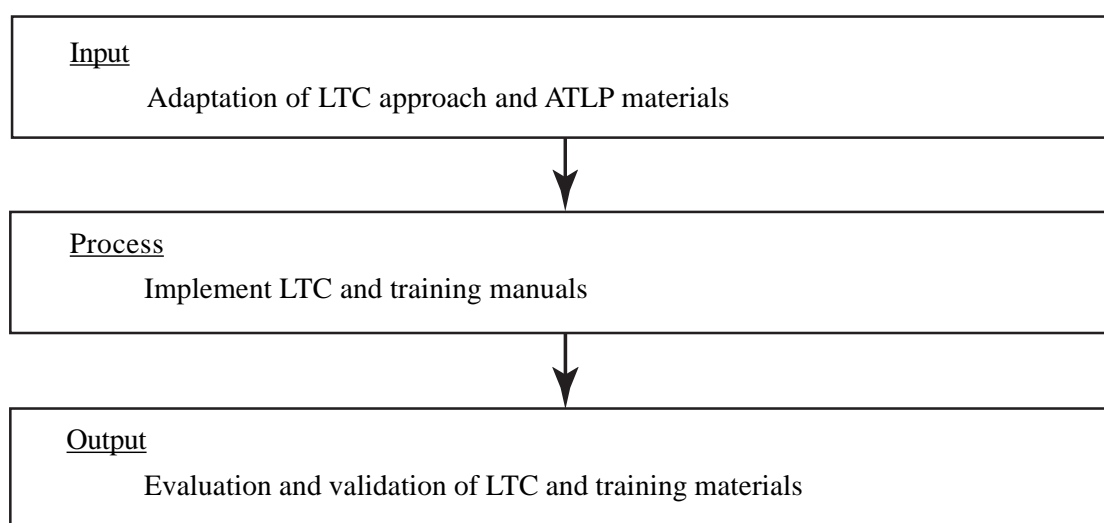 Input
Adaptation of LTC approach and ATLP materials
Process
Implement LTC and training manuals
Output
Evaluation and validation of LTC and training materials